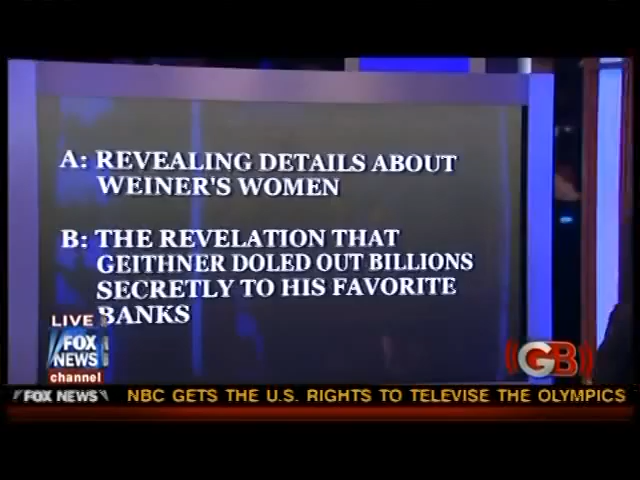 A: REVEALING DETAILS ABOUT
WEINER'S WOMEN
B: THE REVELATION THAT
GEITHNER DOLED OUT BILLIONS
SECRETLY TO HIS FAVORITE
BANKS
LIVE
FOX
NEWS
channel
GB
FOX NEWS
NBC GETS THE U.S. RIGHTS TO TELEVISE THE OLYMPICS